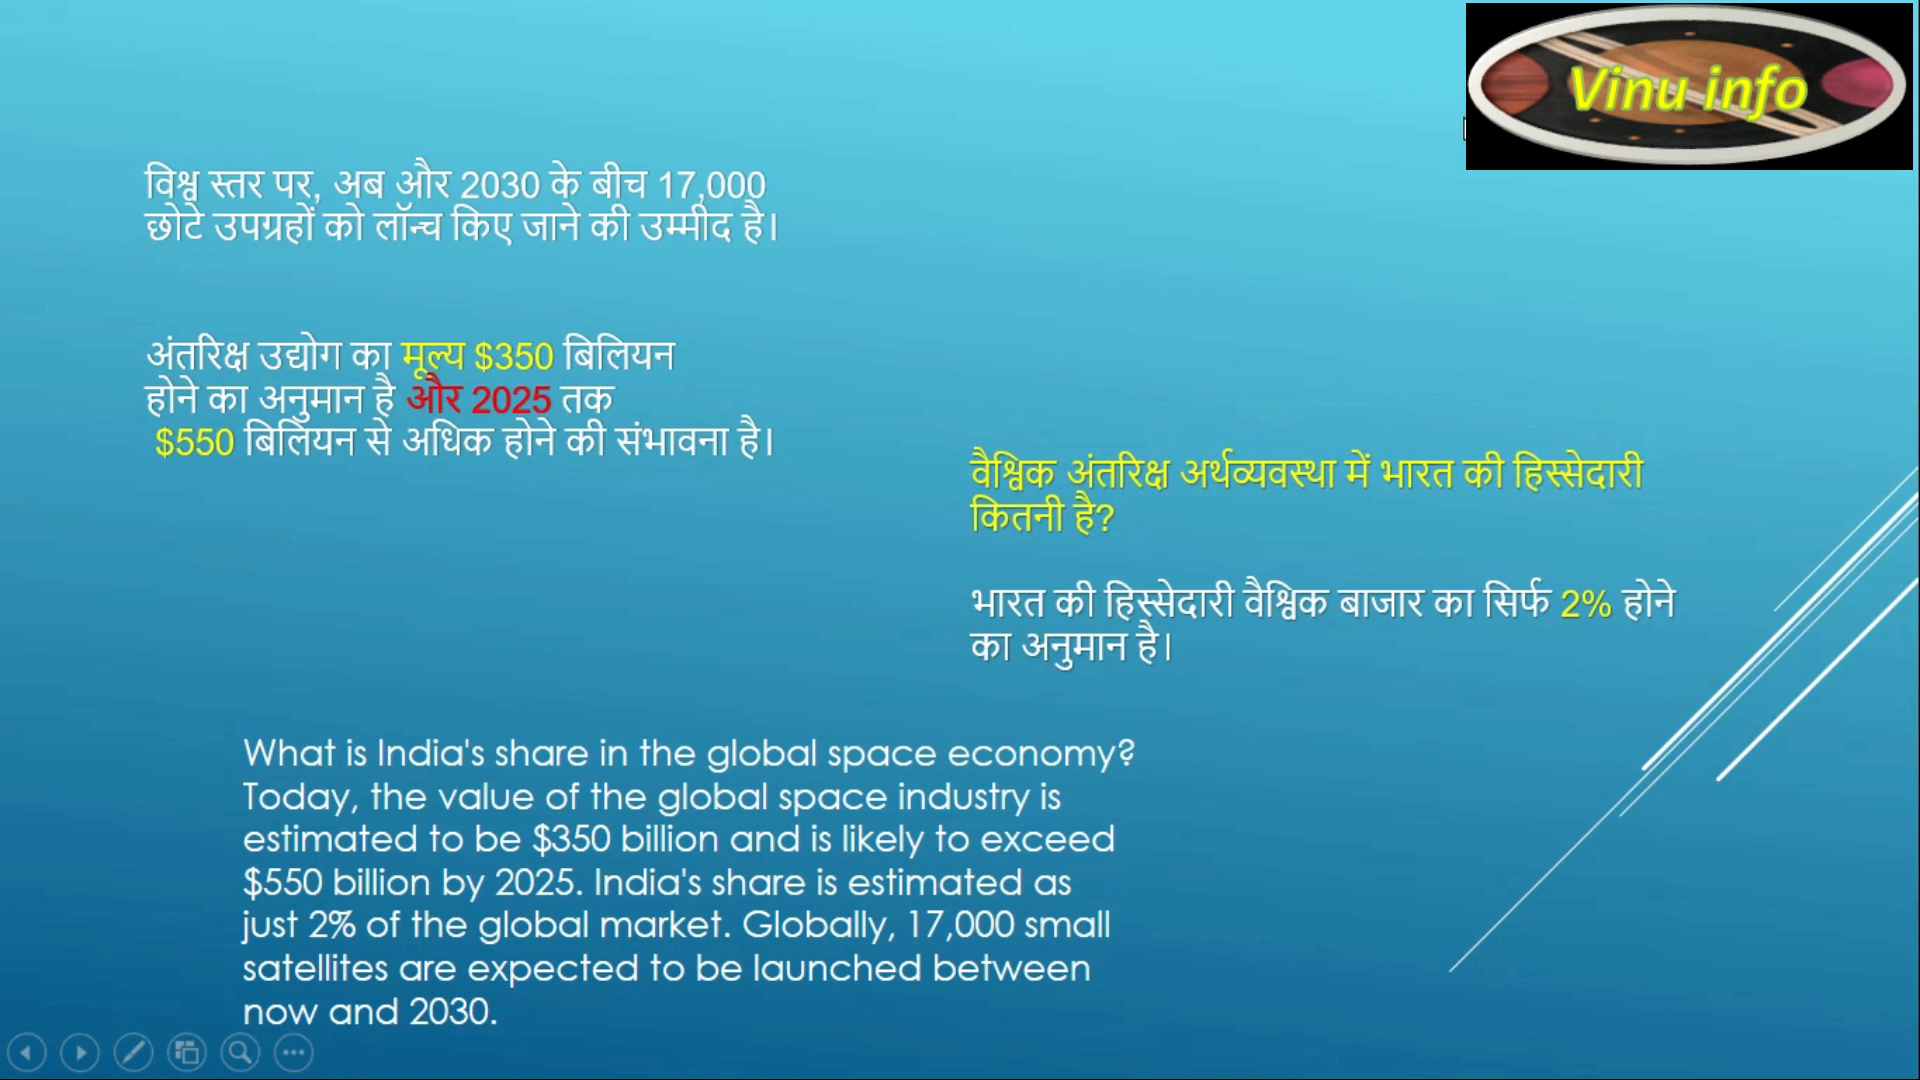 Vinu info
विश्व स्तर पर, अब और 2030 के बीच 17,000
छोटे उपग्रहों को लॉन्च किए जाने की उम्मीद है।
अंतरिक्ष उद्योग का मूल्य $350 बिलियन
होने का अनुमान है और 2025 तक
$550 बिलियन से अधिक होने की संभावना है।
वैश्विक अंतरिक्ष अर्थव्यवस्था में भारत की हिस्सेदारी
कितनी है?
भारत की हिस्सेदारी वैश्विक बाजार का सिर्फ 2% होने
का अनुमान है।
What is India's share in the global space economy?
Today, the value of the global space industry is
estimated to be $350 billion and is likely to exceed
$550 billion by 2025. India's share is estimated as
just 2% of the global market. Globally, 17,000 small
satellites are expected to be launched between
now and 2030.